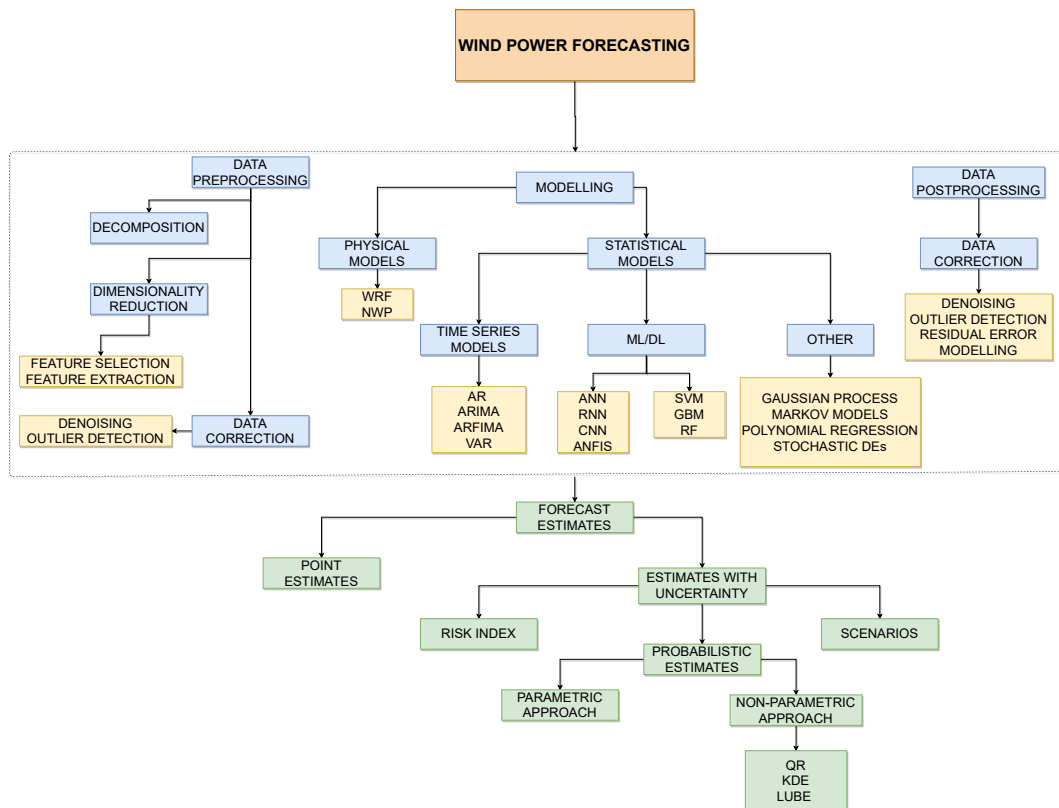 WIND POWER FORECASTING
DATA
PREPROCESSING
DECOMPOSITION
DIMENSIONALITY
REDUCTION
FEATURE SELECTION
FEATURE EXTRACTION
DENOISING
OUTLIER DETECTION
DATA
CORRECTION
MODELLING
PHYSICAL
MODELS
WRF
NWP
STATISTICAL
MODELS
TIME SERIES
MODELS
AR
ARIMA
ARFIMA
VAR
ML/DL
ANN
RNN
CNN
ANFIS
SVM
GBM
RF
OTHER
GAUSSIAN PROCESS
MARKOV MODELS
POLYNOMIAL REGRESSION
STOCHASTIC DEs
DATA
POSTPROCESSING
DATA
CORRECTION
DENOISING
OUTLIER DETECTION
RESIDUAL ERROR
MODELLING
FORECAST
ESTIMATES
POINT
ESTIMATES
ESTIMATES WITH
UNCERTAINTY
RISK INDEX
SCENARIOS
PROBABILISTIC
ESTIMATES
PARAMETRIC
APPROACH
NON-PARAMETRIC
APPROACH
QR
KDE
LUBE